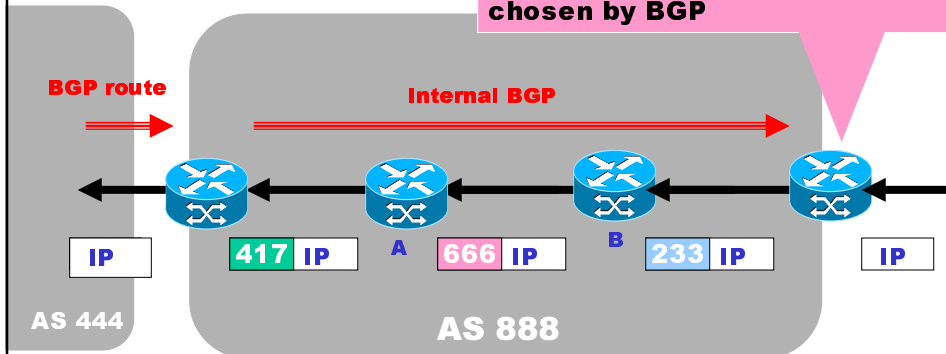 chosen by BGP
BGP route
Internal BGP
IP
417 IP
A
666 IP
B
233 IP
IP
AS 444
AS 888